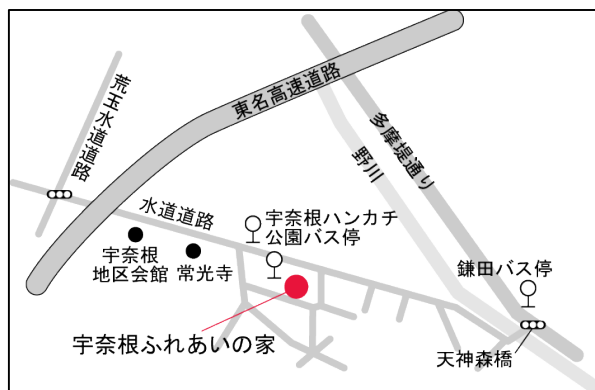 荒玉水道道路
東名高速道路
多摩堤通り
野川
水道道路
宇奈根ハンカチ
公園バス停
宇奈根
地区会館
常光寺
鎌田バス停
宇奈根ふれあいの家
天神森橋